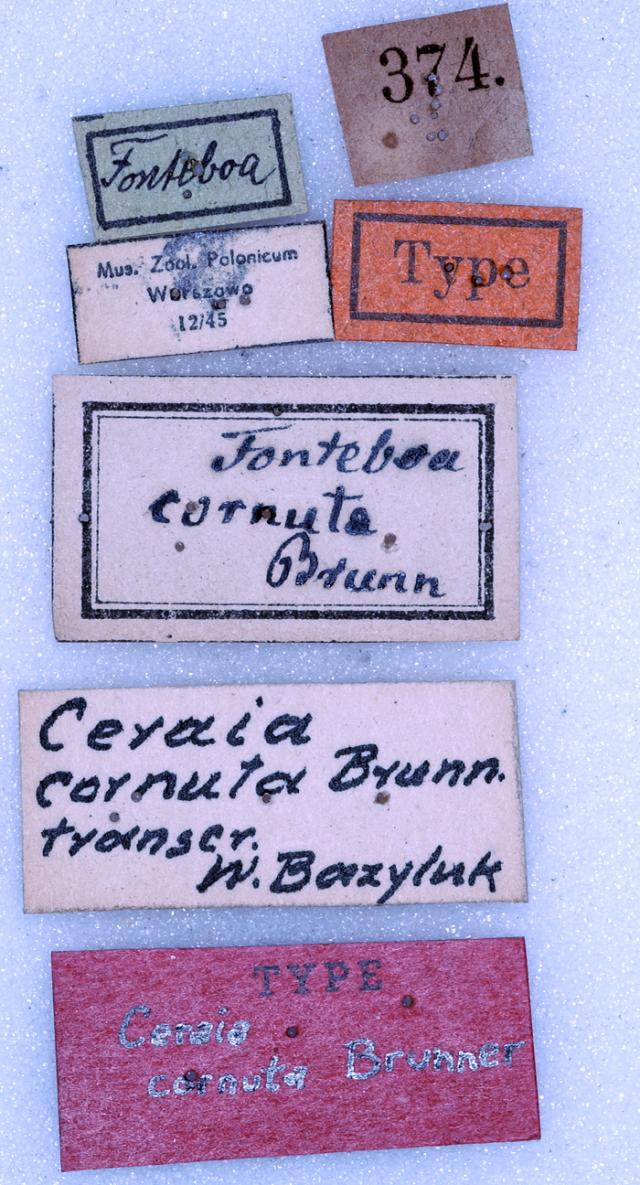 374.
Fonteboa
Mus. Zool. Polonicum
Warszawa
12/45
Type
Fonteboa
cornuta
Brunn
Ceraia
cornuta Brunn.
transcr.
W. Bazyluk
TYPE
Ceraia
cornuta Brunner